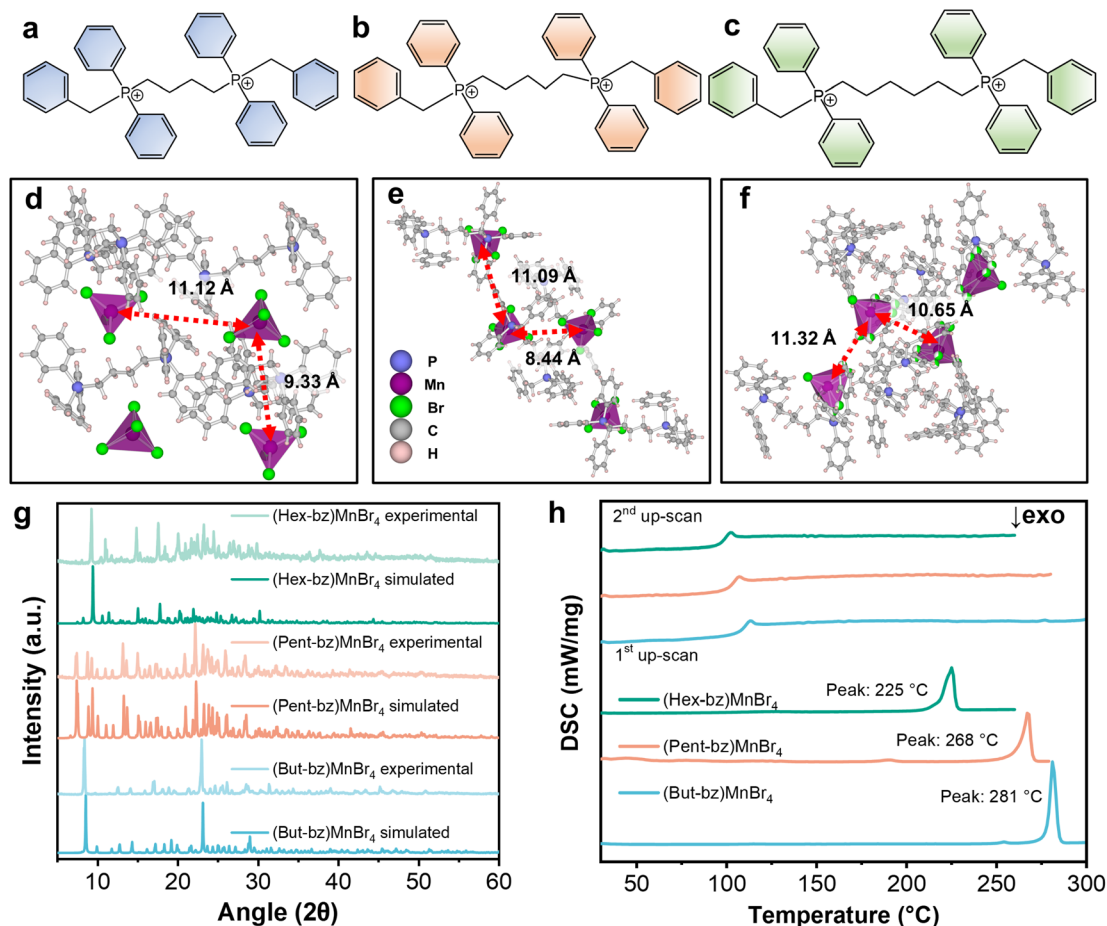 a
b
c
P
⊕
P
⊕
P
⊕
P
⊕
P
⊕
P
⊕
d
11.12 Å
9.33 Å
e
11.09 Å
8.44 Å
P
Mn
Br
C
H
f
10.65 Å
11.32 Å
g
(Hex-bz)MnBr₄ experimental
(Hex-bz)MnBr₄ simulated
(Pent-bz)MnBr₄ experimental
(Pent-bz)MnBr₄ simulated
(But-bz)MnBr₄ experimental
(But-bz)MnBr₄ simulated
Intensity (a.u.)
10 20 30 40 50 60
Angle (2θ)
h
2ⁿᵈ up-scan
↓exo
1ˢᵗ up-scan
(Hex-bz)MnBr₄
Peak: 225 °C
(Pent-bz)MnBr₄
Peak: 268 °C
(But-bz)MnBr₄
Peak: 281 °C
DSC (mW/mg)
50 100 150 200 250 300
Temperature (°C)